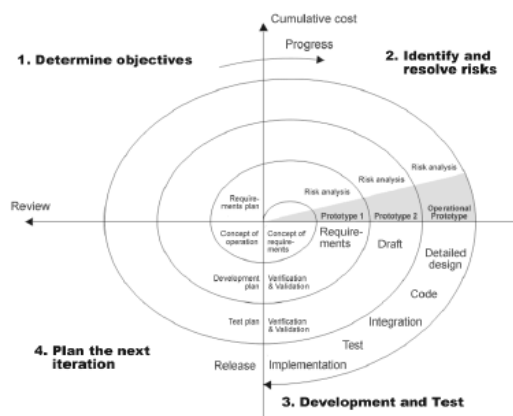 Cumulative cost
Progress
1. Determine objectives
2. Identify and
resolve risks
Risk analysis
Risk analysis
Risk analysis
Require-
ments plan
Review
Prototype 1
Prototype 2
Operational
Prototype
Concept of
operation
Concept of
require-
ments
Require-
ments
Draft
Detailed
design
Development
plan
Verification
& Validation
Code
Test plan
Verification
& Validation
Integration
Test
4. Plan the next
iteration
Release
Implementation
3. Development and Test